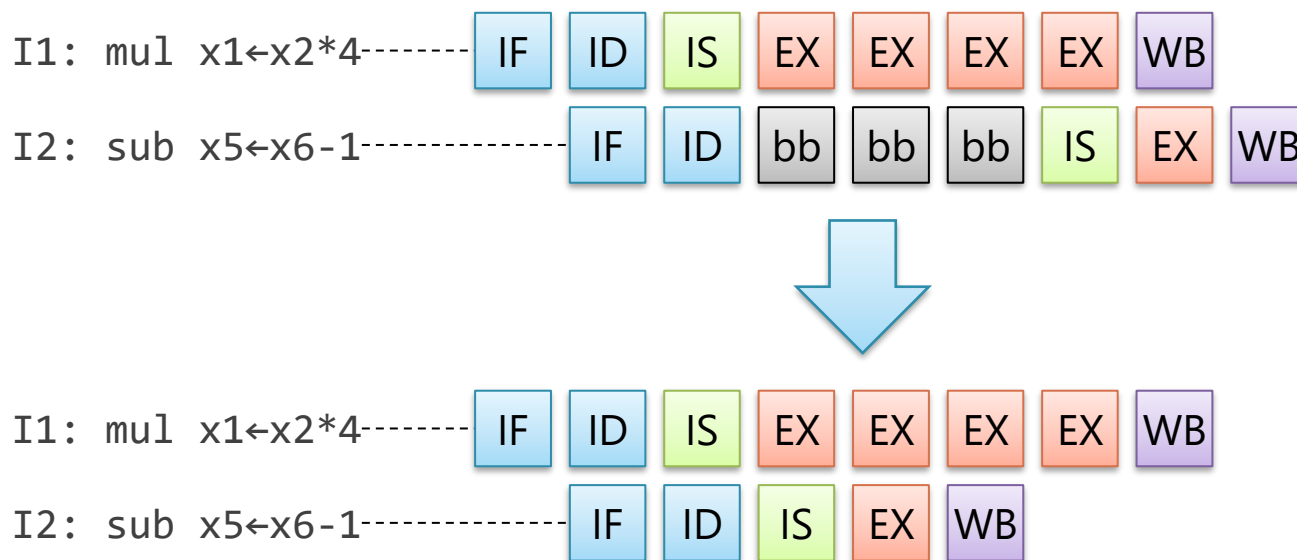 I1: mul x1←x2*4 IF ID IS EX EX EX EX WB
I2: sub x5←x6-1 IF ID bb bb bb IS EX WB
I1: mul x1←x2*4 IF ID IS EX EX EX EX WB
I2: sub x5←x6-1 IF ID IS EX WB